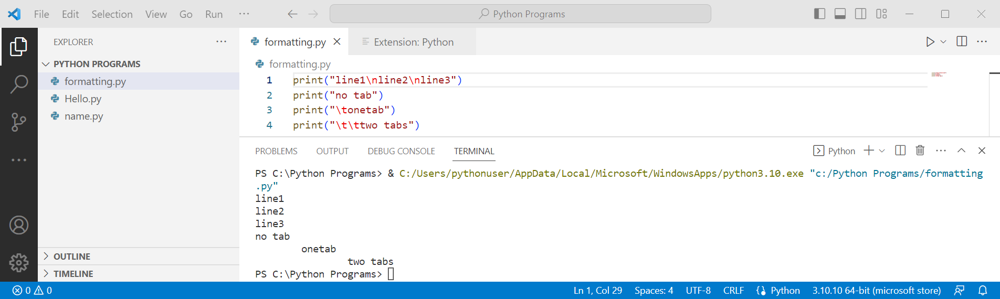 File Edit Selection View Go Run ··· Python Programs
EXPLORER ···
PYTHON PROGRAMS
formatting.py
Hello.py
name.py
OUTLINE
TIMELINE
formatting.py Extension: Python
formatting.py
1 print("line1\nline2\nline3")
2 print("no tab")
3 print("\tonetab")
4 print("\t\ttwo tabs")
PROBLEMS OUTPUT DEBUG CONSOLE TERMINAL Python
PS C:\Python Programs> & C:/Users/pythonuser/AppData/Local/Microsoft/WindowsApps/python3.10.exe "c:/Python Programs/formatting
.py"
line1
line2
line3
no tab
        onetab
                two tabs
PS C:\Python Programs>
0 0 Ln 1, Col 29 Spaces: 4 UTF-8 CRLF Python 3.10.10 64-bit (microsoft store)